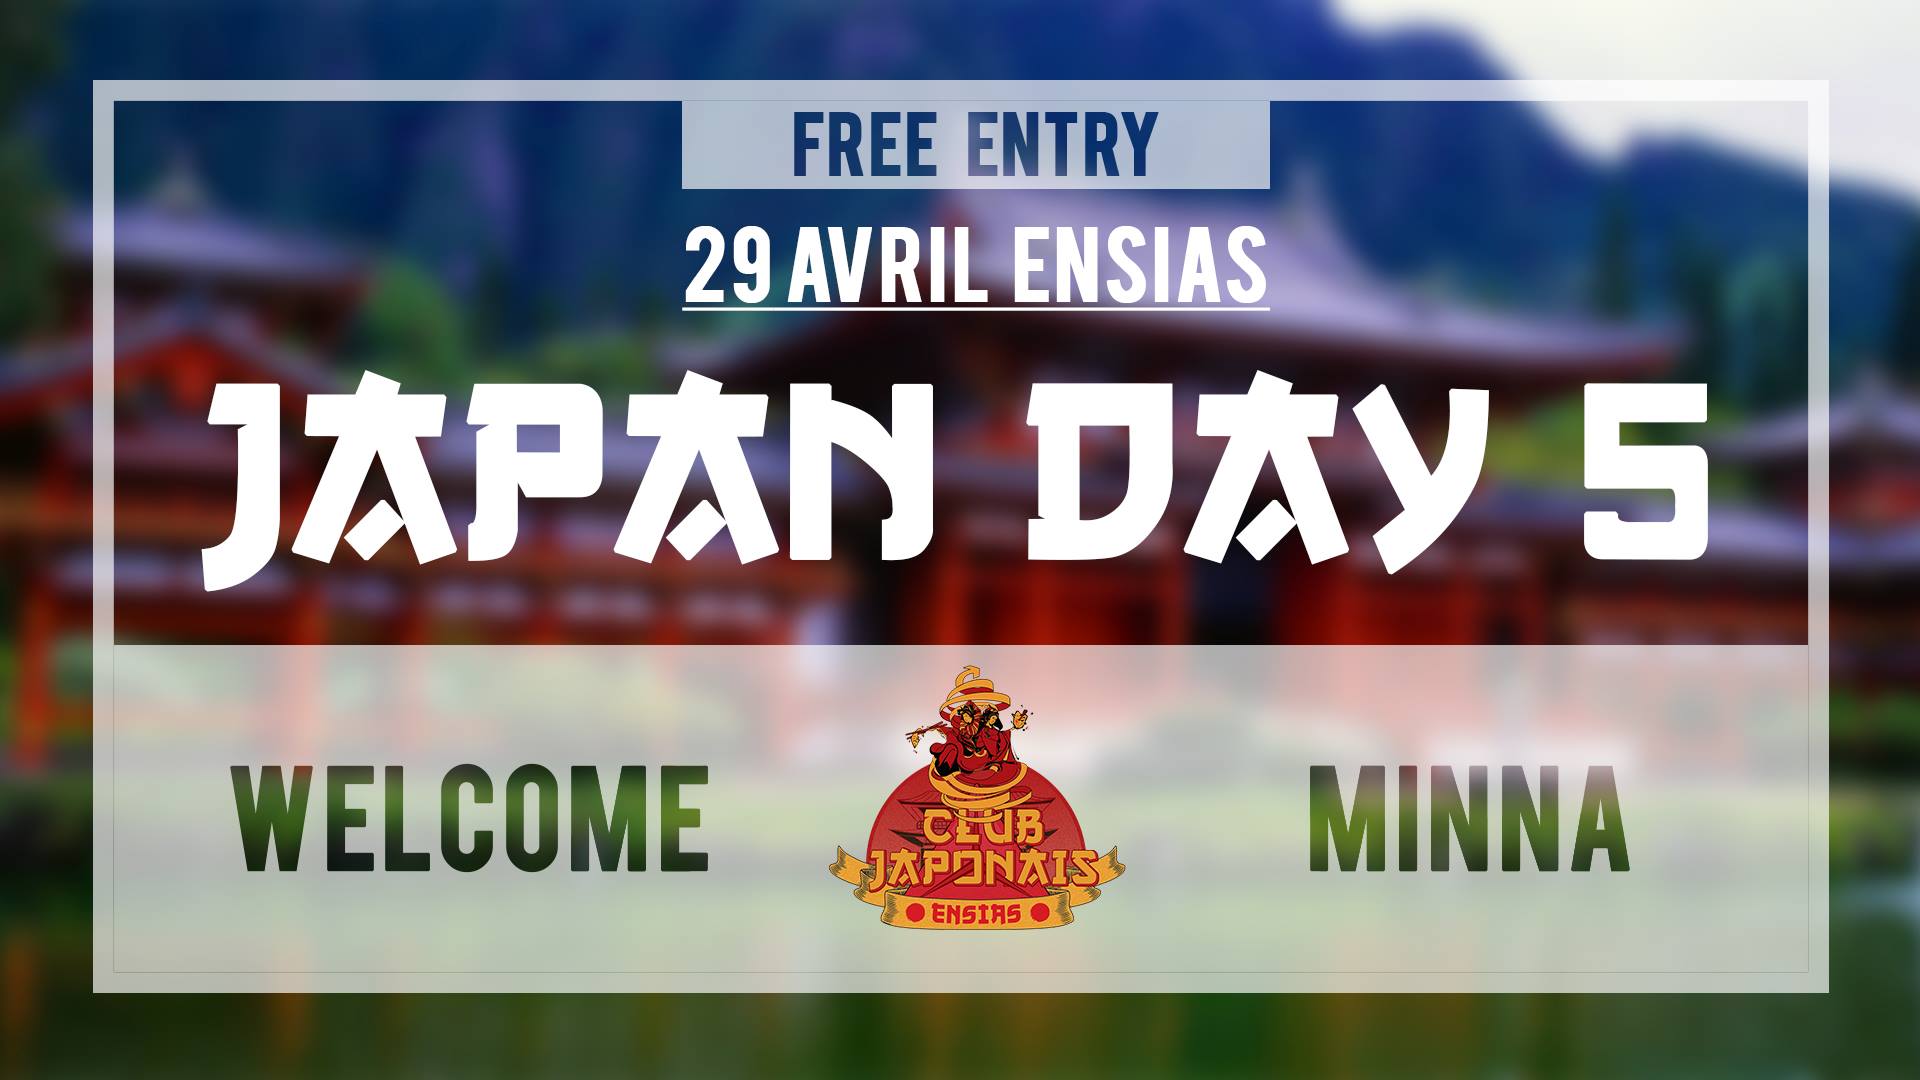 FREE ENTRY
29 AVRIL ENSIAS
JAPAN DAY 5
WELCOME
MINNA
CLUB
JAPONAIS
ENSIAS